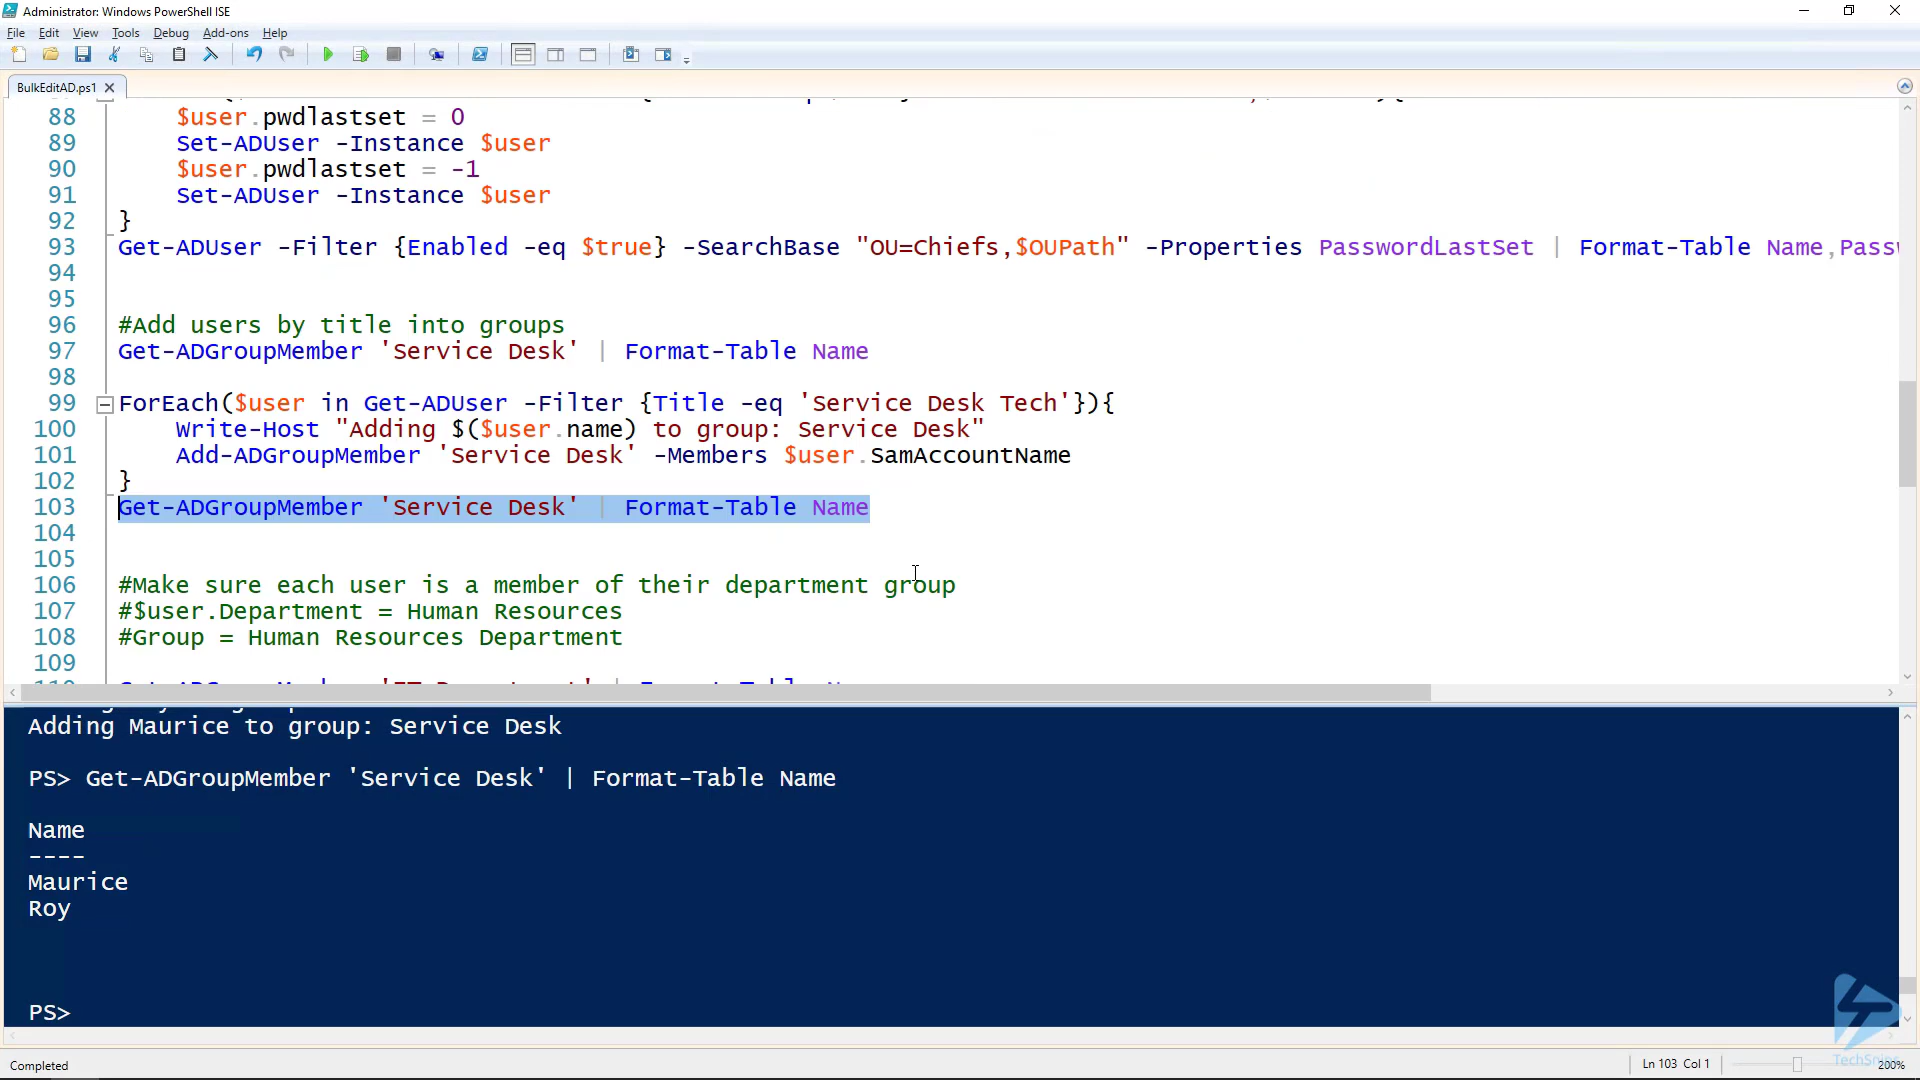 Administrator: Windows PowerShell ISE
File Edit View Tools Debug Add-ons Help
BulkEditAD.ps1
88 $user.pwdlastset = 0
89 Set-ADUser -Instance $user
90 $user.pwdlastset = -1
91 Set-ADUser -Instance $user
92 }
93 Get-ADUser -Filter {Enabled -eq $true} -SearchBase "OU=Chiefs,$OUPath" -Properties PasswordLastSet | Format-Table Name,Passw
94
95
96 #Add users by title into groups
97 Get-ADGroupMember 'Service Desk' | Format-Table Name
98
99 ForEach($user in Get-ADUser -Filter {Title -eq 'Service Desk Tech'}){
100 Write-Host "Adding $($user.name) to group: Service Desk"
101 Add-ADGroupMember 'Service Desk' -Members $user.SamAccountName
102 }
103 Get-ADGroupMember 'Service Desk' | Format-Table Name
104
105
106 #Make sure each user is a member of their department group
107 #$user.Department = Human Resources
108 #Group = Human Resources Department
109
Adding Maurice to group: Service Desk
PS> Get-ADGroupMember 'Service Desk' | Format-Table Name
Name
----
Maurice
Roy
PS>
Completed
Ln 103 Col 1
TechSnips
200%